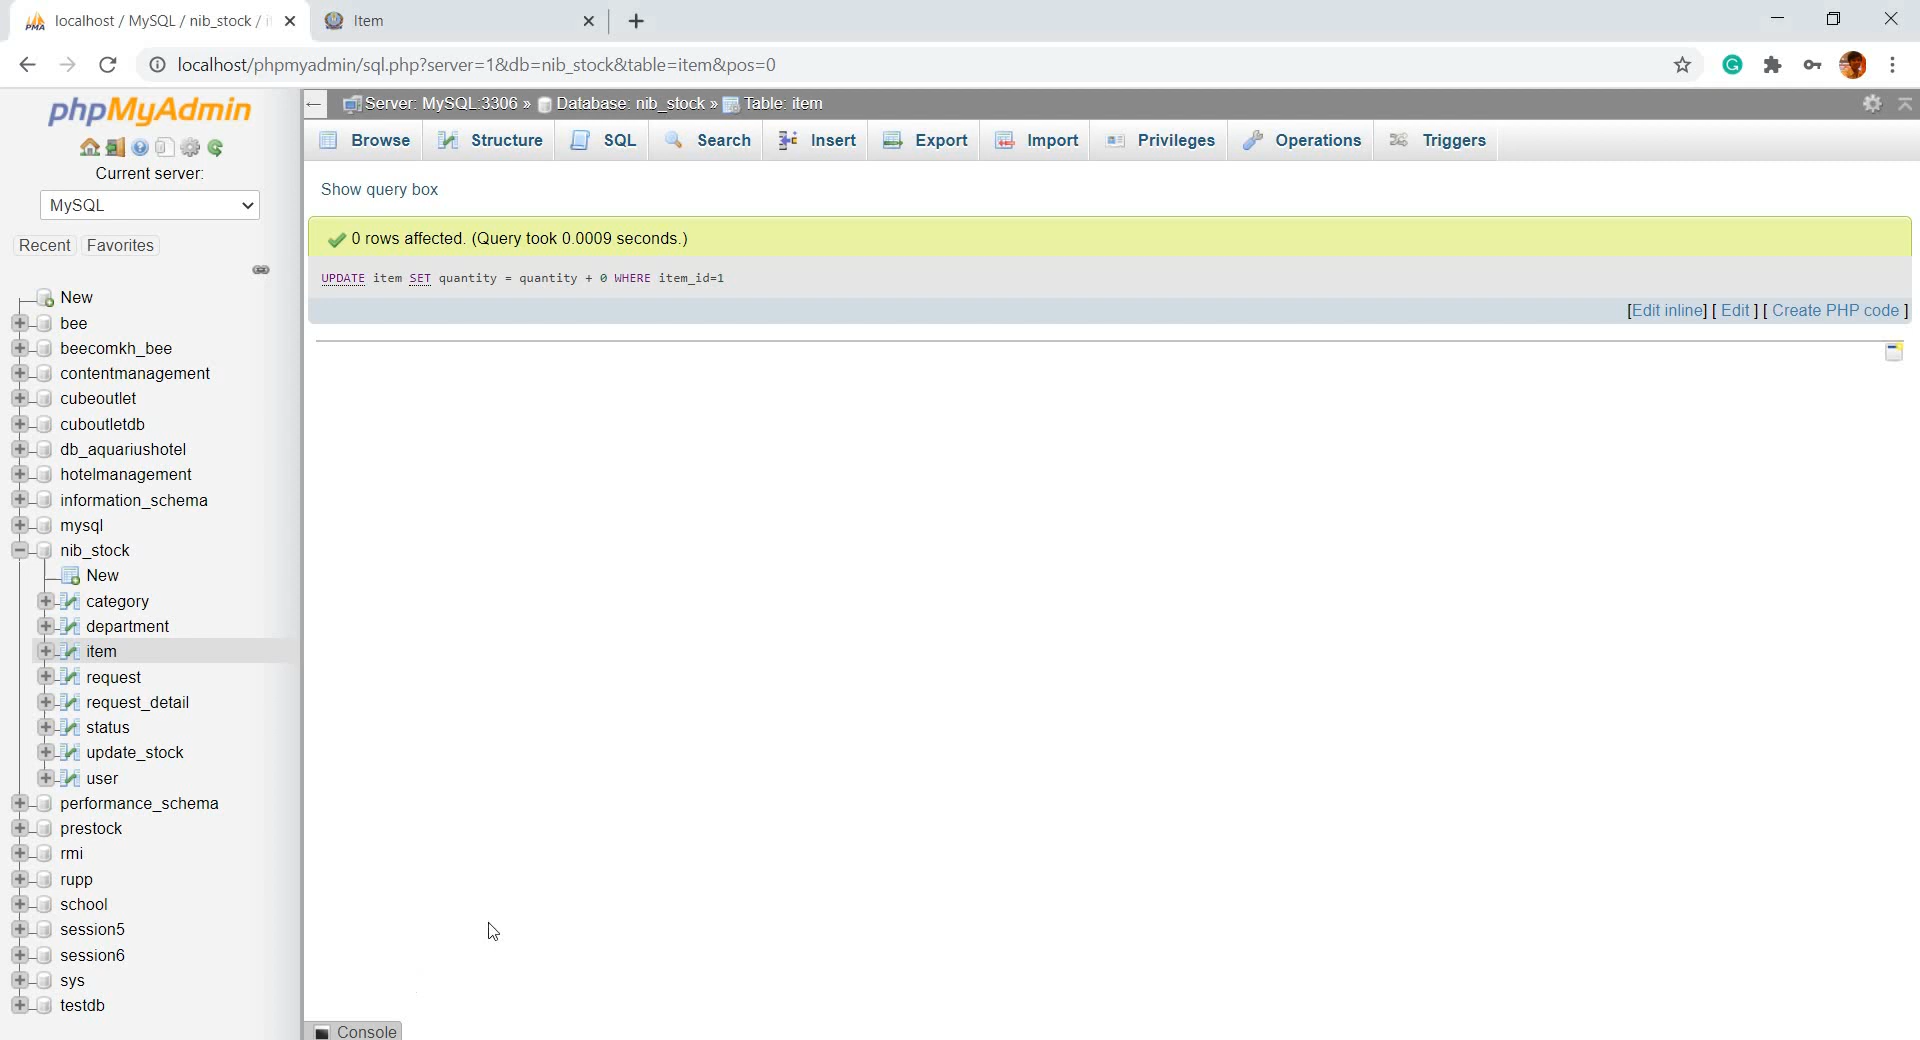 localhost / MySQL / nib_stock / it
Item
localhost/phpmyadmin/sql.php?server=1&db=nib_stock&table=item&pos=0
phpMyAdmin
Current server:
MySQL
Recent Favorites
New
bee
beecomkh_bee
contentmanagement
cubeoutlet
cuboutletdb
db_aquariushotel
hotelmanagement
information_schema
mysql
nib_stock
New
category
department
item
request
request_detail
status
update_stock
user
performance_schema
prestock
rmi
rupp
school
session5
session6
sys
testdb
Server: MySQL:3306 » Database: nib_stock » Table: item
Browse Structure SQL Search Insert Export Import Privileges Operations Triggers
Show query box
0 rows affected. (Query took 0.0009 seconds.)
UPDATE item SET quantity = quantity + 0 WHERE item_id=1
[Edit inline] [ Edit ] [ Create PHP code ]
Console